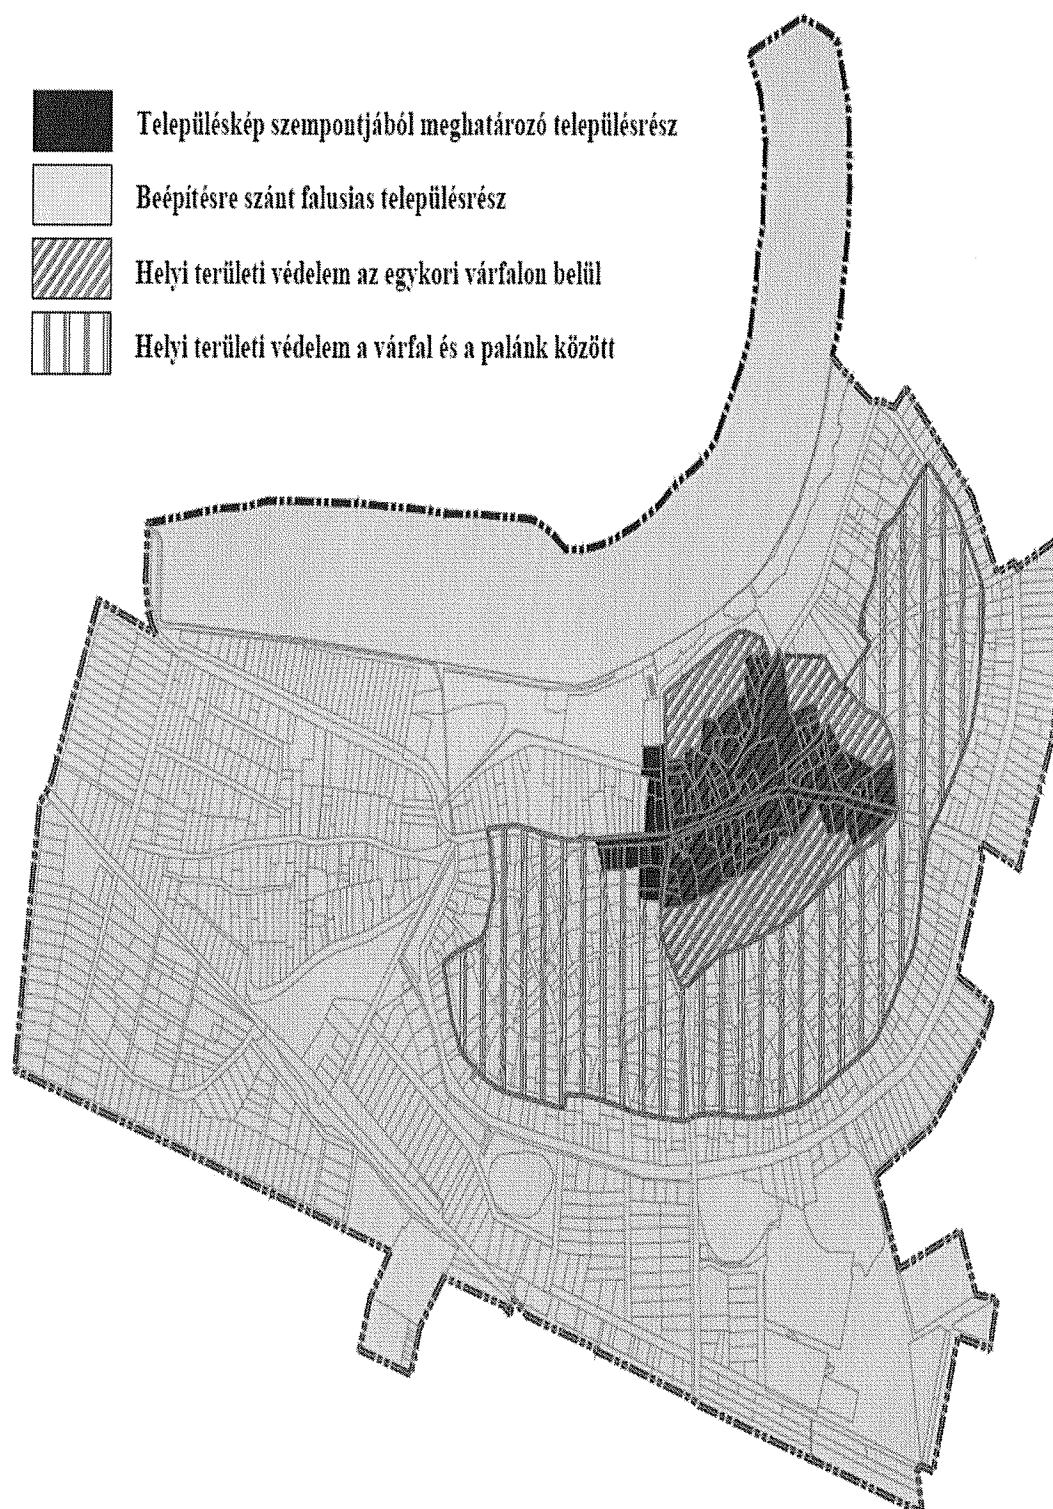 Településkép szempontjából meghatározó településrész
Beépítésre szánt falusias településrész
Helyi területi védelem az egykori várfalon belül
Helyi területi védelem a várfal és a palánk között